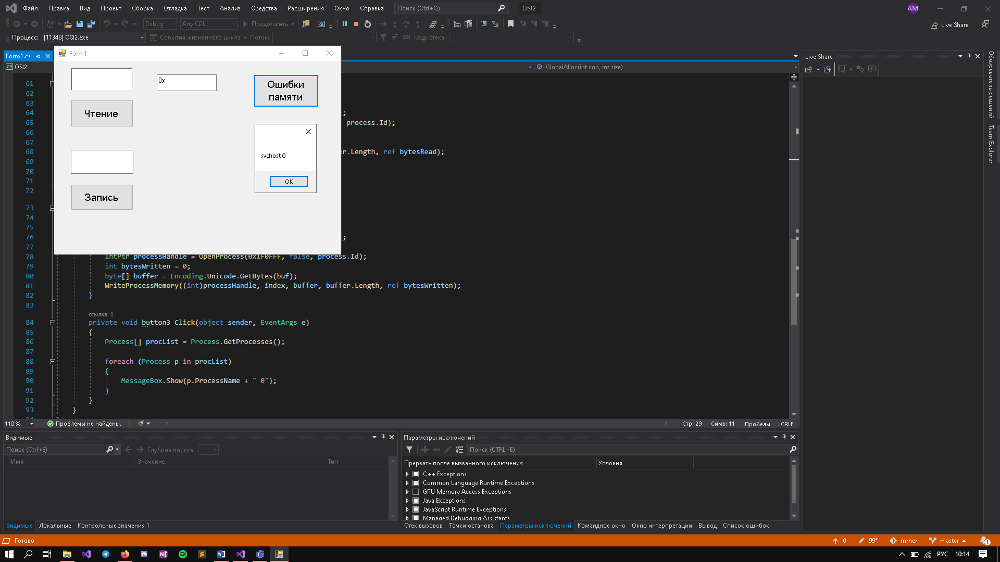 Файл Правка Вид Проект Сборка Отладка Тест Анализ Средства Расширения Окно Справка Поиск (Ctrl+Q) OSI2 AM
Debug Any CPU Продолжить Live Share
Процесс: [11348] OSI2.exe События жизненного цикла Поток: Кадр стека:
Form1.cs
OSI2
GlobalAlloc(int con, int size)
Form1
0x
Ошибки
памяти
Чтение
Запись
svchost 0
OK
61
62
63
64 ;
65 process.Id);
66
67
68 er.Length, ref bytesRead);
69
70
71
72
73
74
75
76 ;
77
78 IntPtr processHandle = OpenProcess(0x1F0FFF, false, process.Id);
79 int bytesWritten = 0;
80 byte[] buffer = Encoding.Unicode.GetBytes(buf);
81 WriteProcessMemory((int)processHandle, index, buffer, buffer.Length, ref bytesWritten);
82 }
83
ссылка: 1
84 private void button3_Click(object sender, EventArgs e)
85 {
86 Process[] procList = Process.GetProcesses();
87
88 foreach (Process p in procList)
89 {
90 MessageBox.Show(p.ProcessName + " 0");
91 }
92 }
93 }
94 }
110 % Проблемы не найдены. Стр: 29 Симв: 11 Пробелы CRLF
Live Share
Обозреватель решений
Team Explorer
Видимые
Поиск (Ctrl+E) Глубина поиска:
Имя Значение Тип
Видимые Локальные Контрольные значения 1
Параметры исключений
Поиск (CTRL+E)
Прервать после вызванного исключения Условия
C++ Exceptions
Common Language Runtime Exceptions
GPU Memory Access Exceptions
Java Exceptions
JavaScript Runtime Exceptions
Managed Debugging Assistants
Стек вызовов Точки останова Параметры исключений Командное окно Окно интерпретации Вывод Список ошибок
Готово 0 99* mrher master 1
РУС 10:14